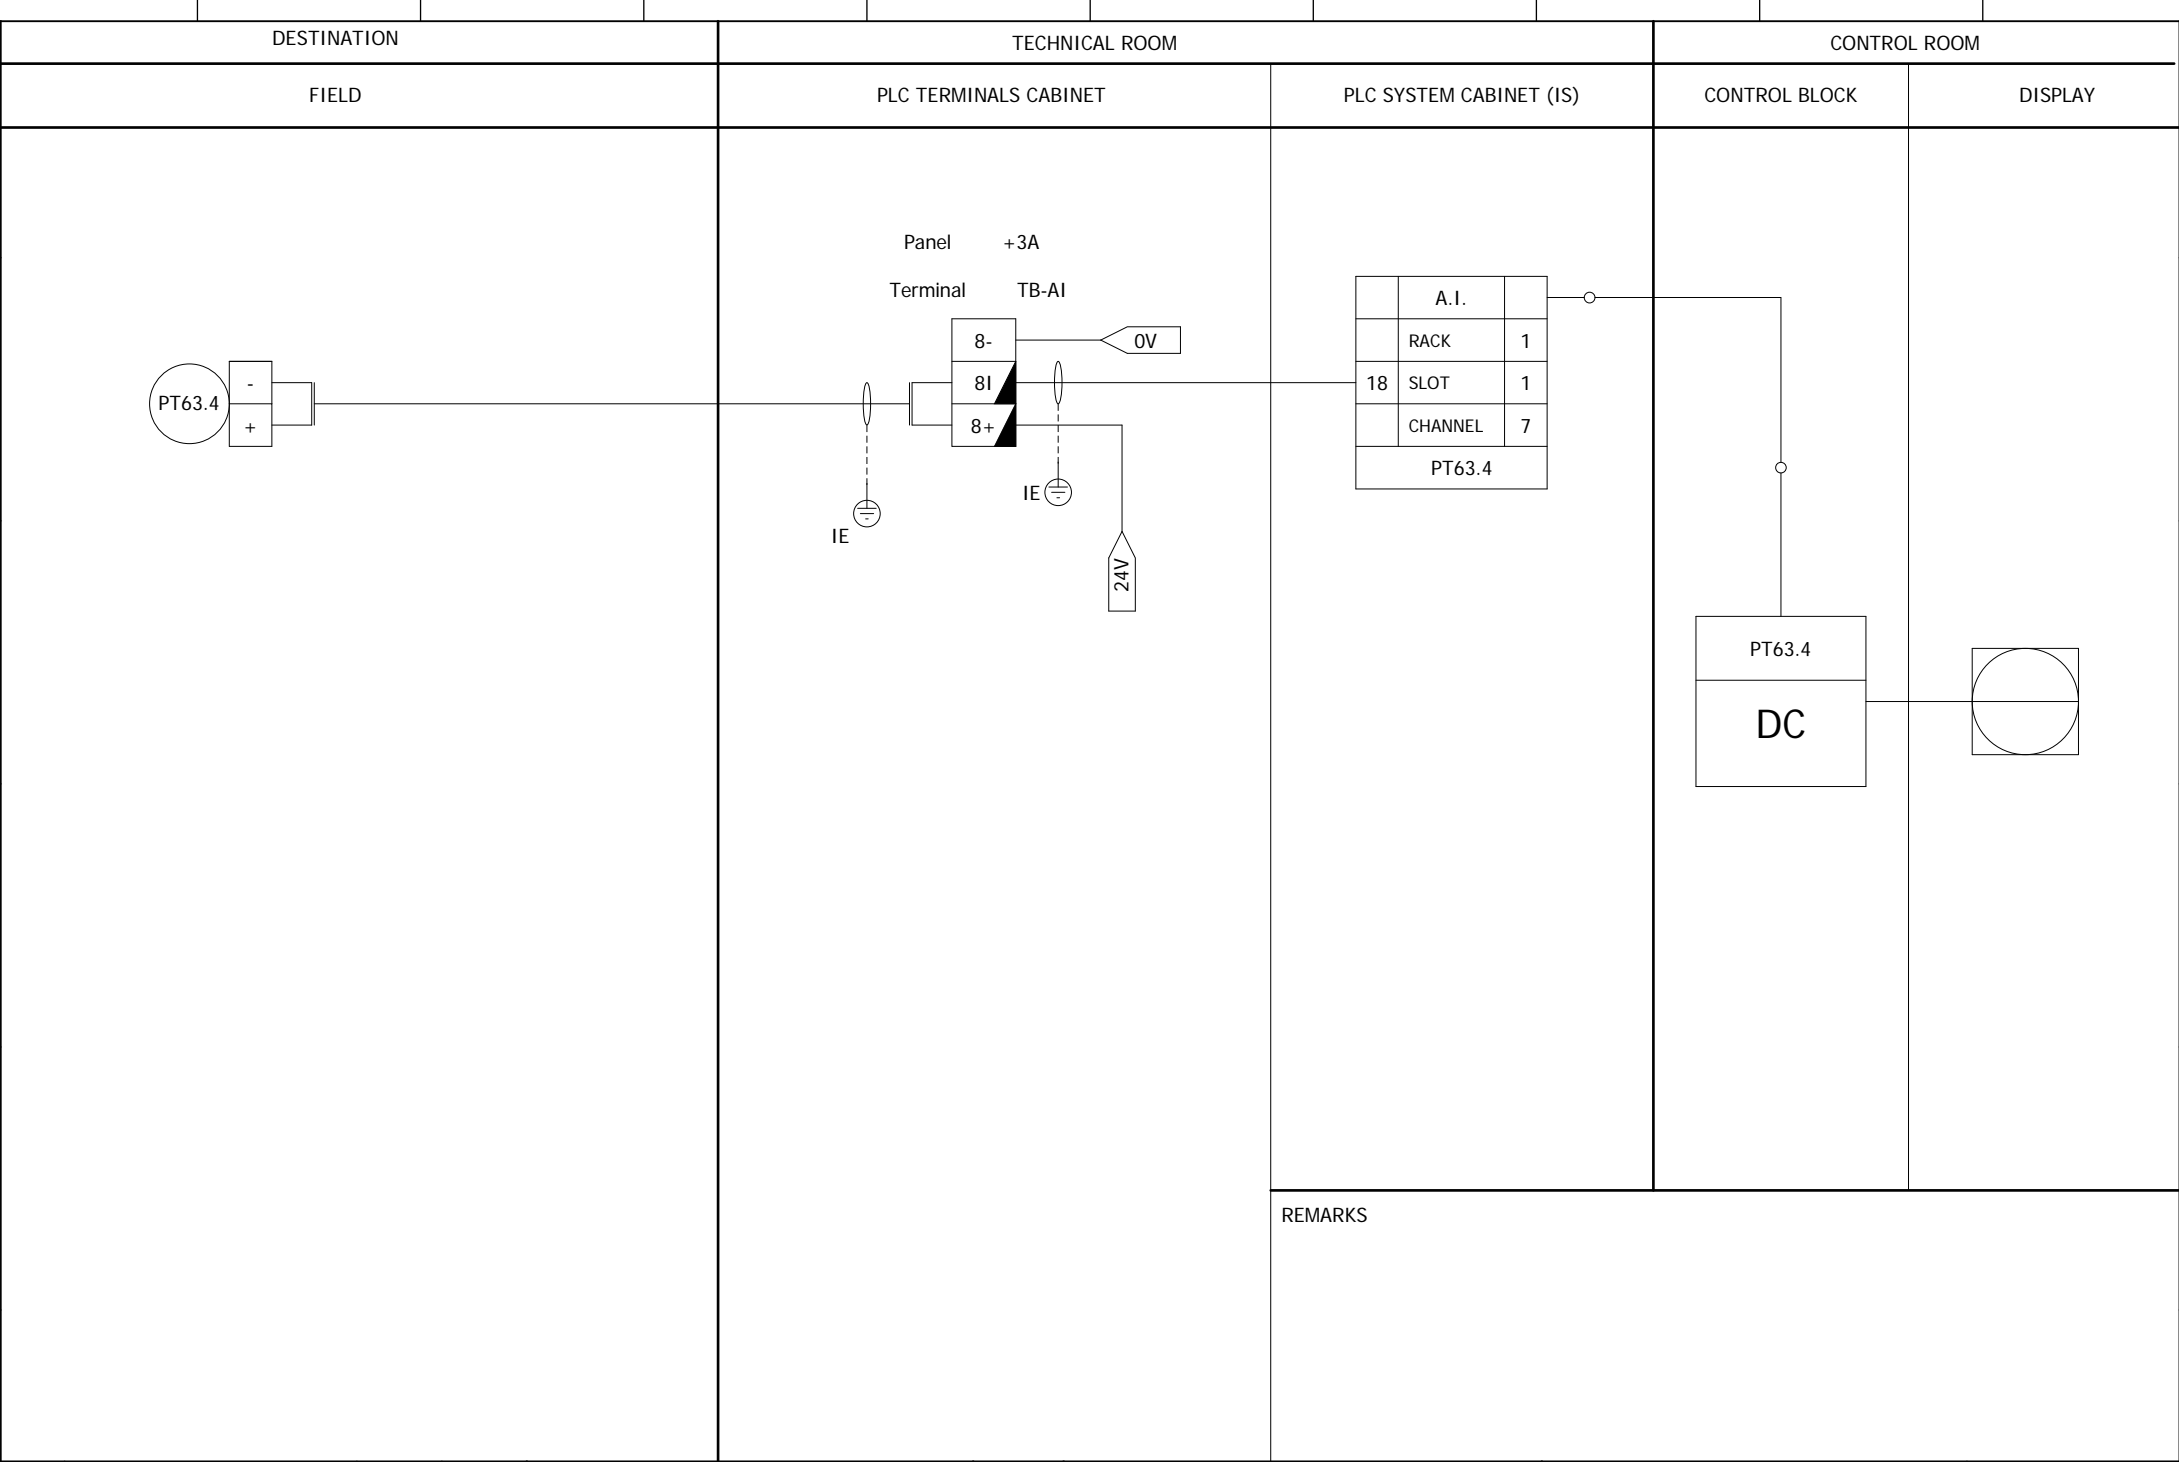 DESTINATION
TECHNICAL ROOM
CONTROL ROOM
FIELD
PLC TERMINALS CABINET
PLC SYSTEM CABINET (IS)
CONTROL BLOCK
DISPLAY
Panel +3A
Terminal TB-AI
8-
0V
8I
8+
IE
IE
24V
PT63.4
-
+
A.I.
RACK 1
18 SLOT 1
CHANNEL 7
PT63.4
PT63.4
DC
REMARKS